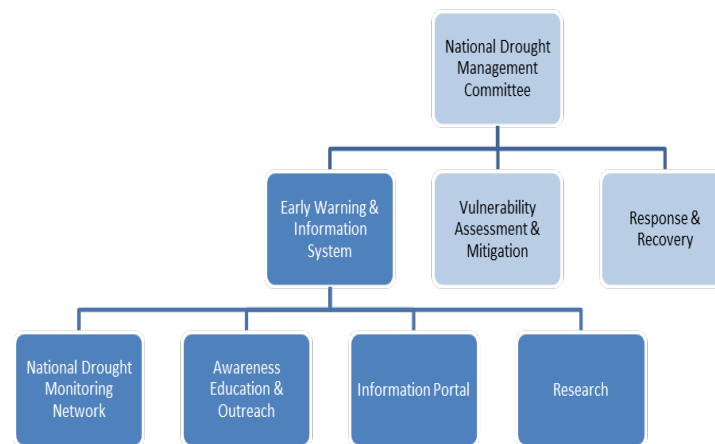 National Drought
Management
Committee
Early Warning &
Information
System
Vulnerability
Assessment &
Mitigation
Response &
Recovery
National Drought
Monitoring
Network
Awareness
Education &
Outreach
Information Portal
Research